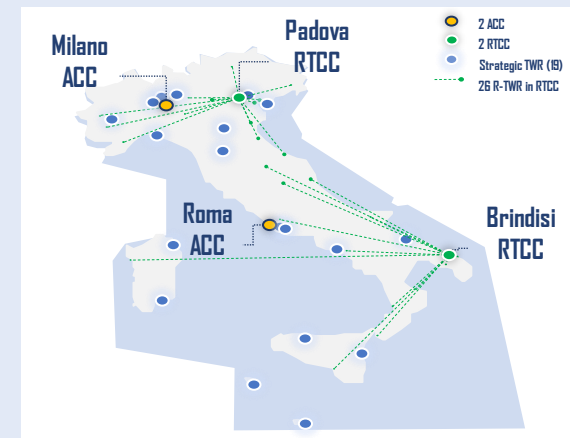 Milano
ACC
Padova
RTCC
2 ACC
2 RTCC
Strategic TWR (19)
26 R-TWR in RTCC
Roma
ACC
Brindisi
RTCC